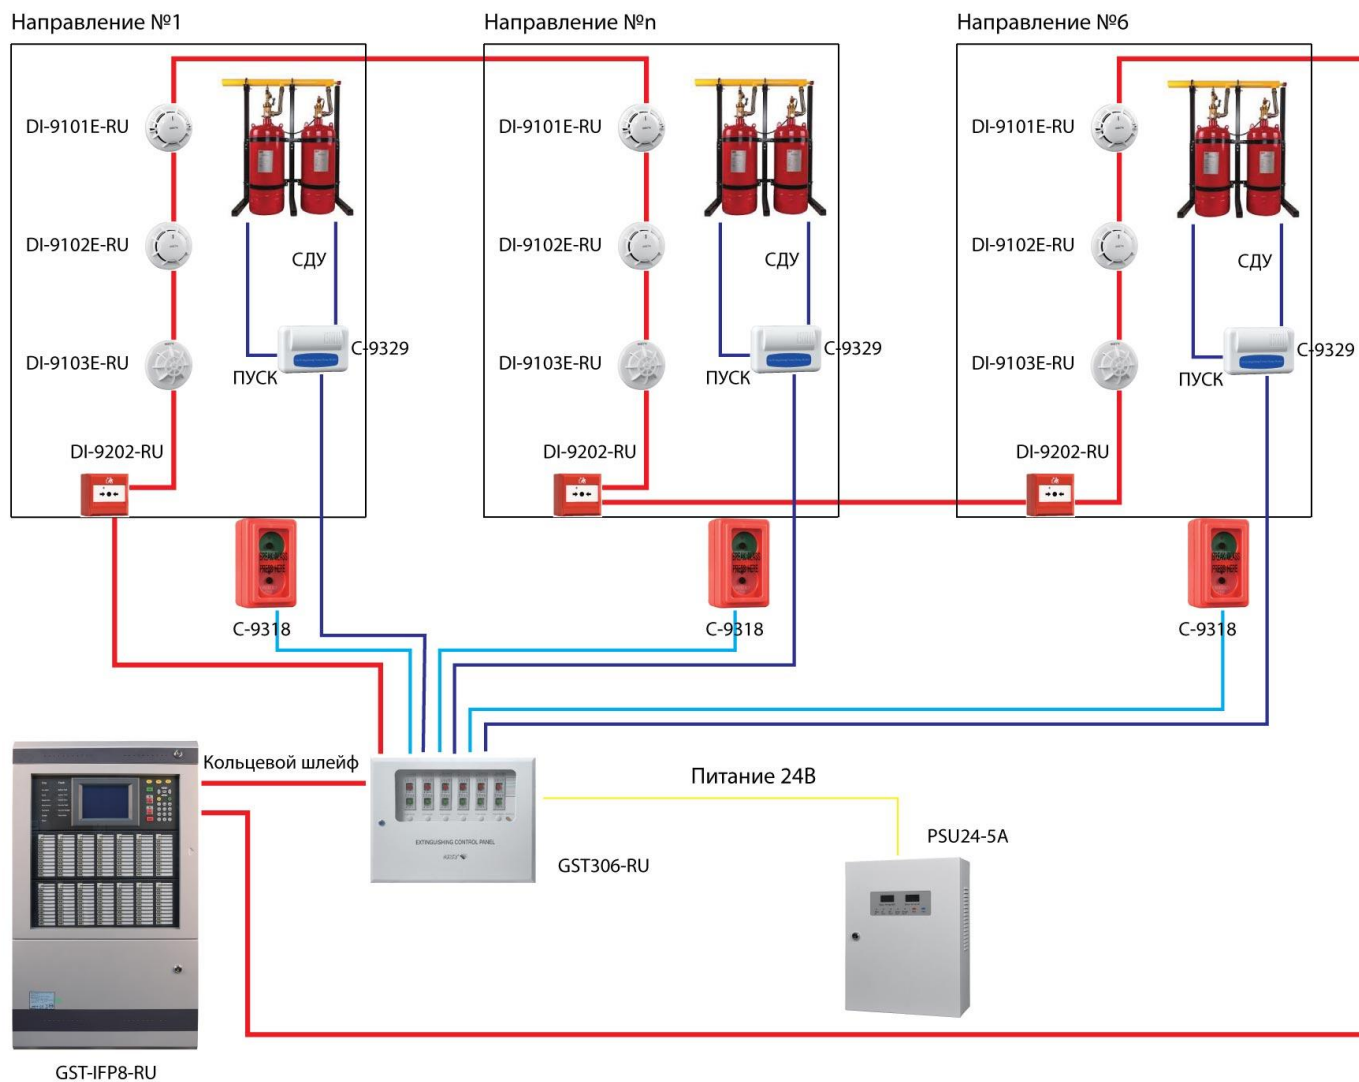 Направление №1
Направление №n
Направление №6
DI-9101E-RU
DI-9101E-RU
DI-9101E-RU
DI-9102E-RU
DI-9102E-RU
DI-9102E-RU
СДУ
СДУ
СДУ
C-9329
C-9329
C-9329
DI-9103E-RU
DI-9103E-RU
DI-9103E-RU
ПУСК
ПУСК
ПУСК
DI-9202-RU
DI-9202-RU
DI-9202-RU
C-9318
C-9318
C-9318
Кольцевой шлейф
Питание 24В
EXTINGUISHING CONTROL PANEL
GST306-RU
PSU24-5A
GST-IFP8-RU